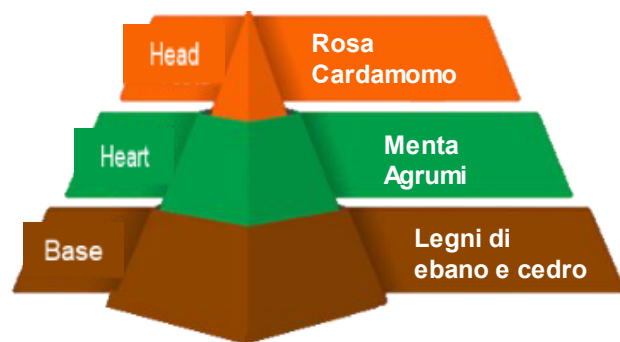 Head
Rosa
Cardamomo
Heart
Menta
Agrumi
Base
Legni di
ebano e cedro